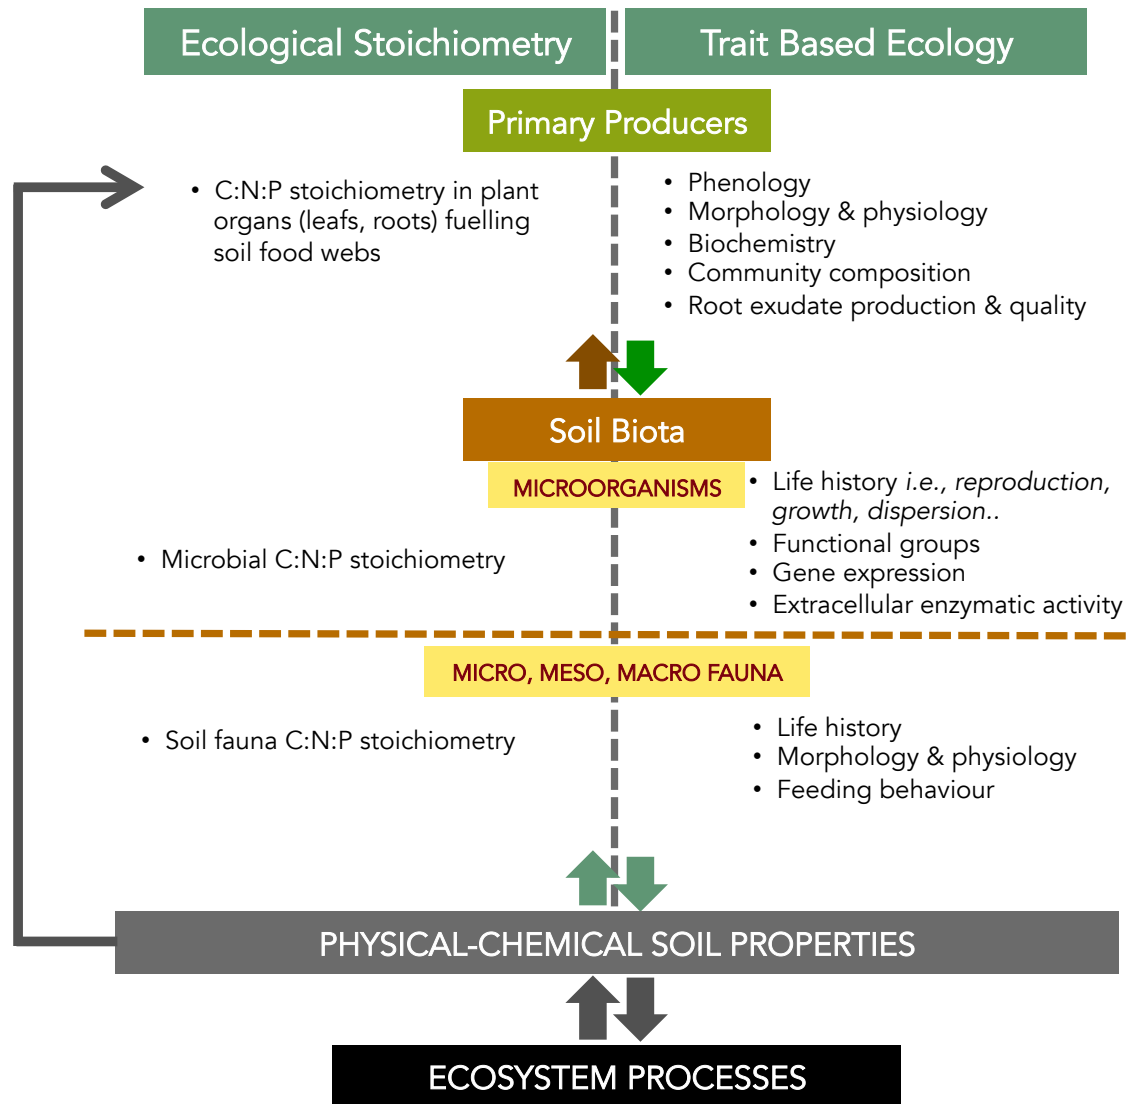 Ecological Stoichiometry
Trait Based Ecology
Primary Producers
• C:N:P stoichiometry in plant
organs (leafs, roots) fuelling
soil food webs
• Phenology
• Morphology & physiology
• Biochemistry
• Community composition
• Root exudate production & quality
Soil Biota
MICROORGANISMS
• Microbial C:N:P stoichiometry
• Life history i.e., reproduction,
growth, dispersion..
• Functional groups
• Gene expression
• Extracellular enzymatic activity
MICRO, MESO, MACRO FAUNA
• Soil fauna C:N:P stoichiometry
• Life history
• Morphology & physiology
• Feeding behaviour
PHYSICAL-CHEMICAL SOIL PROPERTIES
ECOSYSTEM PROCESSES